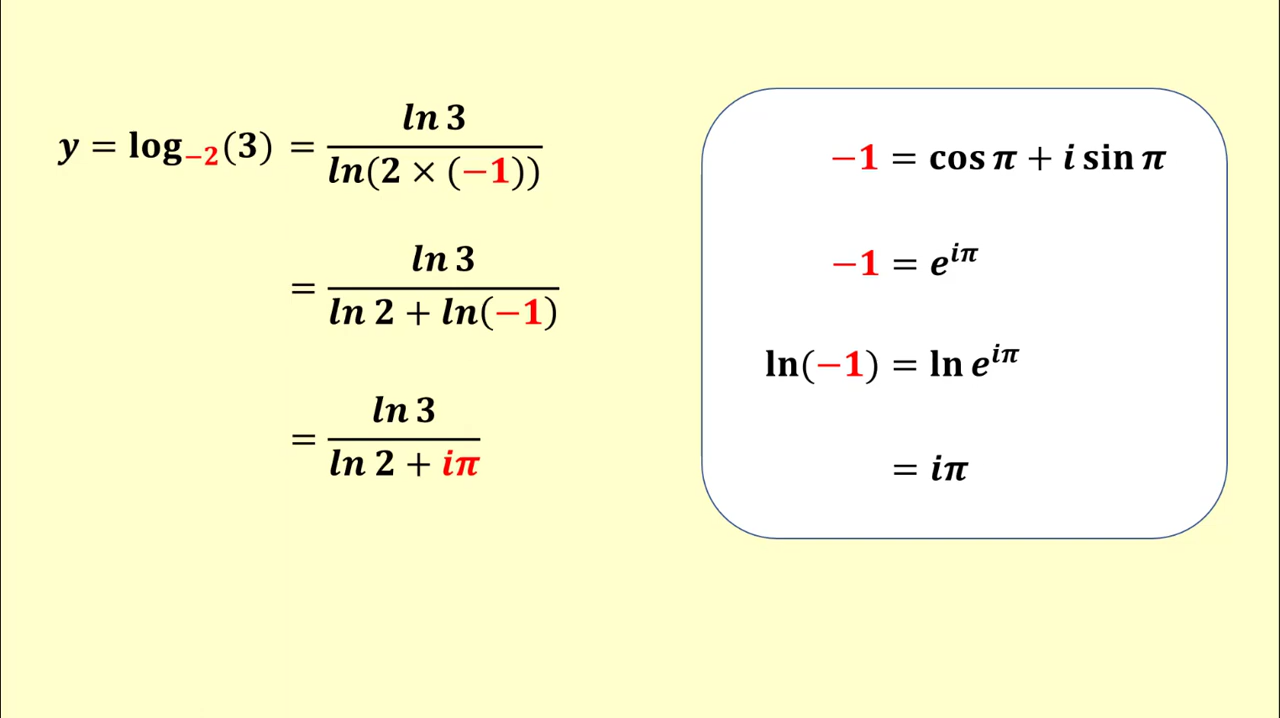 y = log₋₂(3) = ln 3 / ln(2 × (−1))
= ln 3 / ln 2 + ln(−1)
= ln 3 / ln 2 + iπ
−1 = cos π + i sin π
−1 = e^{iπ}
ln(−1) = ln e^{iπ}
= iπ